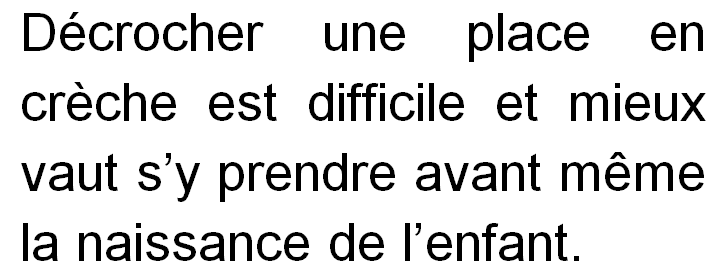 Décrocher une place en
crèche est difficile et mieux
vaut s’y prendre avant même
la naissance de l’enfant.